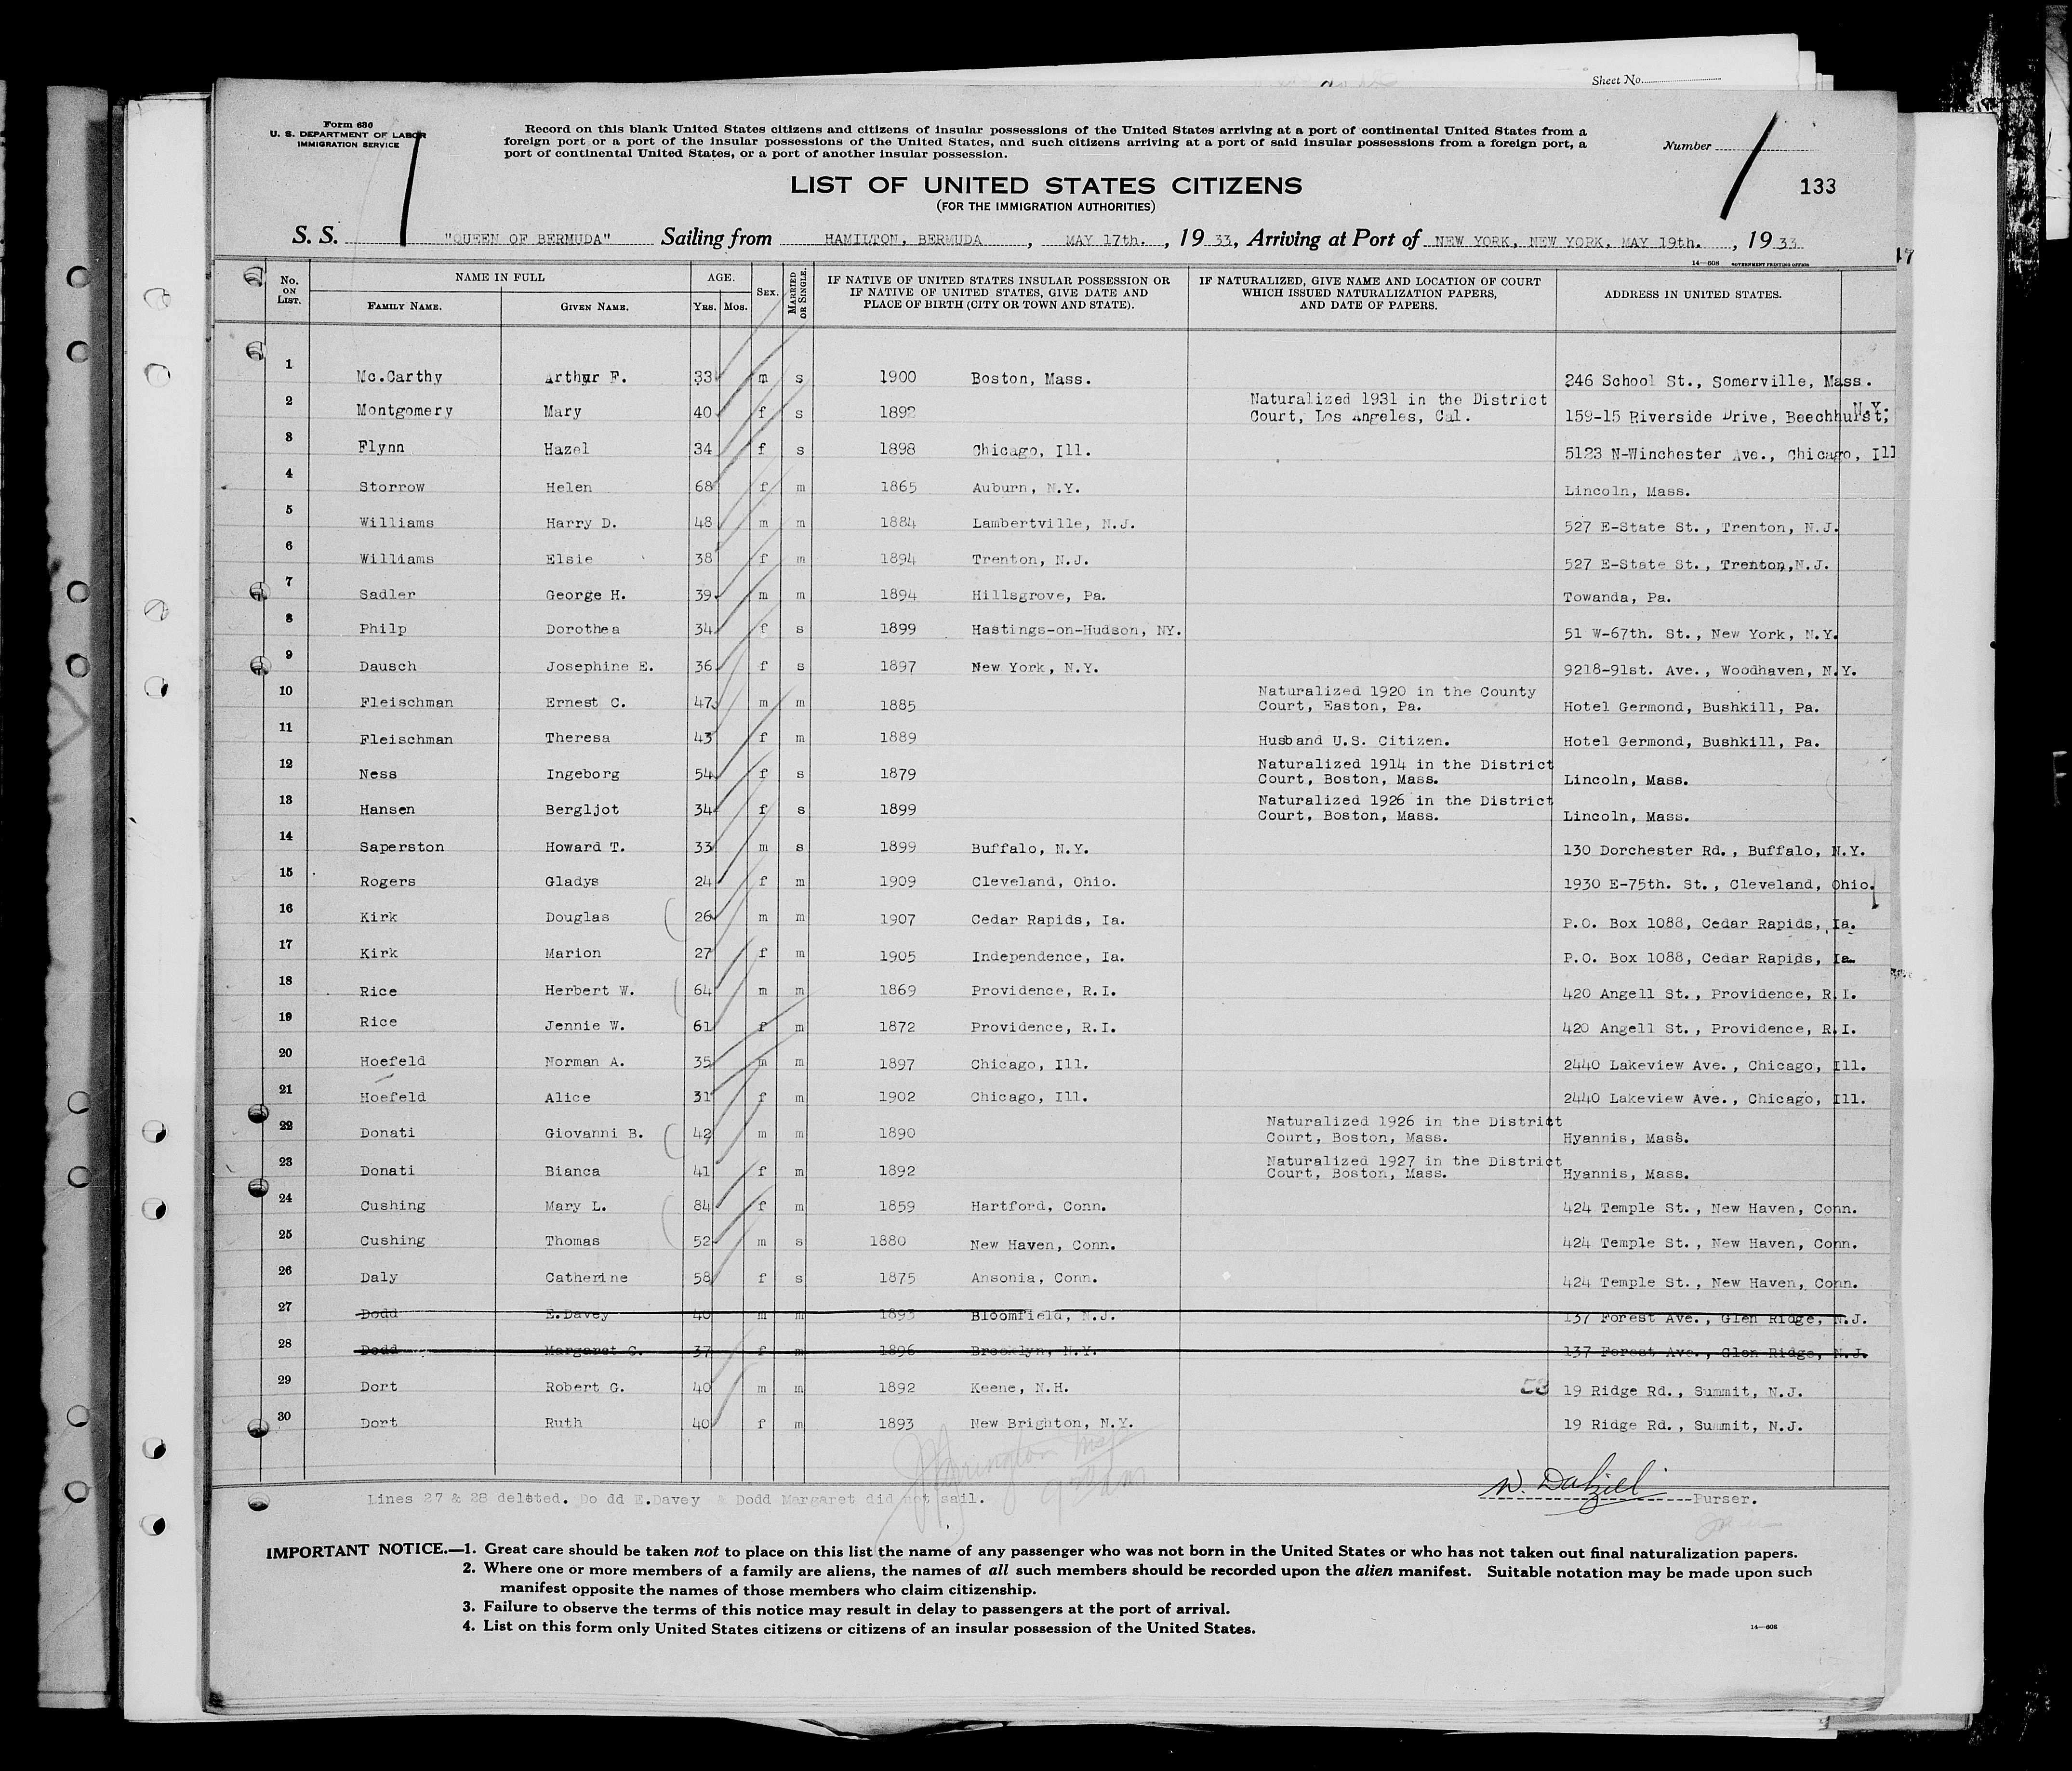 Sheet No.
Form 630
U. S. DEPARTMENT OF LABOR
IMMIGRATION SERVICE
Record on this blank United States citizens and citizens of insular possessions of the United States arriving at a port of continental United States from a
foreign port or a port of the insular possessions of the United States, and such citizens arriving at a port of said insular possessions from a foreign port, a
port of continental United States, or a port of another insular possession.
Number
133
LIST OF UNITED STATES CITIZENS
(FOR THE IMMIGRATION AUTHORITIES)
S. S. "QUEEN OF BERMUDA" Sailing from HAMILTON, BERMUDA, MAY 17th., 1933, Arriving at Port of NEW YORK, NEW YORK, MAY 19th., 1933
14—608 GOVERNMENT PRINTING OFFICE
No. ON LIST. NAME IN FULL FAMILY NAME. GIVEN NAME. AGE. YRS. MOS. SEX. MARRIED OR SINGLE. IF NATIVE OF UNITED STATES INSULAR POSSESSION OR IF NATIVE OF UNITED STATES, GIVE DATE AND PLACE OF BIRTH (CITY OR TOWN AND STATE). IF NATURALIZED, GIVE NAME AND LOCATION OF COURT WHICH ISSUED NATURALIZATION PAPERS, AND DATE OF PAPERS. ADDRESS IN UNITED STATES.
1 Mc.Carthy Arthur F. 33 m s 1900 Boston, Mass. 246 School St., Somerville, Mass.
2 Montgomery Mary 40 f s 1892 Naturalized 1931 in the District Court, Los Angeles, Cal. 159-15 Riverside Drive, Beechhurst, N.Y.
3 Flynn Hazel 34 f s 1898 Chicago, Ill. 5123 N-Winchester Ave., Chicago, Ill
4 Storrow Helen 68 f m 1865 Auburn, N.Y. Lincoln, Mass.
5 Williams Harry D. 48 m m 1884 Lambertville, N.J. 527 E-State St., Trenton, N.J.
6 Williams Elsie 38 f m 1894 Trenton, N.J. 527 E-State St., Trenton,N.J.
7 Sadler George H. 39 m m 1894 Hillsgrove, Pa. Towanda, Pa.
8 Philp Dorothea 34 f s 1899 Hastings-on-Hudson, NY. 51 W-67th. St., New York, N.Y.
9 Dausch Josephine E. 36 f s 1897 New York, N.Y. 9218-91st. Ave., Woodhaven, N.Y.
10 Fleischman Ernest C. 47 m m 1885 Naturalized 1920 in the County Court, Easton, Pa. Hotel Germond, Bushkill, Pa.
11 Fleischman Theresa 43 f m 1889 Husband U.S. Citizen. Hotel Germond, Bushkill, Pa.
12 Ness Ingeborg 54 f s 1879 Naturalized 1914 in the District Court, Boston, Mass. Lincoln, Mass.
13 Hansen Bergljot 34 f s 1899 Naturalized 1926 in the District Court, Boston, Mass. Lincoln, Mass.
14 Saperston Howard T. 33 m s 1899 Buffalo, N.Y. 130 Dorchester Rd., Buffalo, N.Y.
15 Rogers Gladys 24 f m 1909 Cleveland, Ohio. 1930 E-75th. St., Cleveland, Ohio.
16 Kirk Douglas 26 m m 1907 Cedar Rapids, Ia. P.O. Box 1088, Cedar Rapids, Ia.
17 Kirk Marion 27 f m 1905 Independence, Ia. P.O. Box 1088, Cedar Rapids, Ia.
18 Rice Herbert W. 64 m m 1869 Providence, R.I. 420 Angell St., Providence, R.I.
19 Rice Jennie W. 61 f m 1872 Providence, R.I. 420 Angell St., Providence, R.I.
20 Hoefeld Norman A. 35 m m 1897 Chicago, Ill. 2440 Lakeview Ave., Chicago, Ill.
21 Hoefeld Alice 31 f m 1902 Chicago, Ill. 2440 Lakeview Ave., Chicago, Ill.
22 Donati Giovanni B. 42 m m 1890 Naturalized 1926 in the District Court, Boston, Mass. Hyannis, Mass.
23 Donati Bianca 41 f m 1892 Naturalized 1927 in the District Court, Boston, Mass. Hyannis, Mass.
24 Cushing Mary L. 84 f m 1859 Hartford, Conn. 424 Temple St., New Haven, Conn.
25 Cushing Thomas 52 m s 1880 New Haven, Conn. 424 Temple St., New Haven, Conn.
26 Daly Catherine 58 f s 1875 Ansonia, Conn. 424 Temple St., New Haven, Conn.
27 Dodd E.Davey 40 m m 1893 Bloomfield, N.J. 137 Forest Ave., Glen Ridge, N.J.
28 Dodd Margaret C. 37 f m 1896 Brooklyn, N.Y. 137 Forest Ave., Glen Ridge, N.J.
29 Dort Robert G. 40 m m 1892 Keene, N.H. 19 Ridge Rd., Summit, N.J.
30 Dort Ruth 40 f m 1893 New Brighton, N.Y. 19 Ridge Rd., Summit, N.J.
Lines 27 & 28 deleted. Do dd E.Davey & Dodd Margaret did not sail.
W. Dalziell Purser.
IMPORTANT NOTICE.—1. Great care should be taken not to place on this list the name of any passenger who was not born in the United States or who has not taken out final naturalization papers.
2. Where one or more members of a family are aliens, the names of all such members should be recorded upon the alien manifest. Suitable notation may be made upon such
manifest opposite the names of those members who claim citizenship.
3. Failure to observe the terms of this notice may result in delay to passengers at the port of arrival.
4. List on this form only United States citizens or citizens of an insular possession of the United States.
14—608